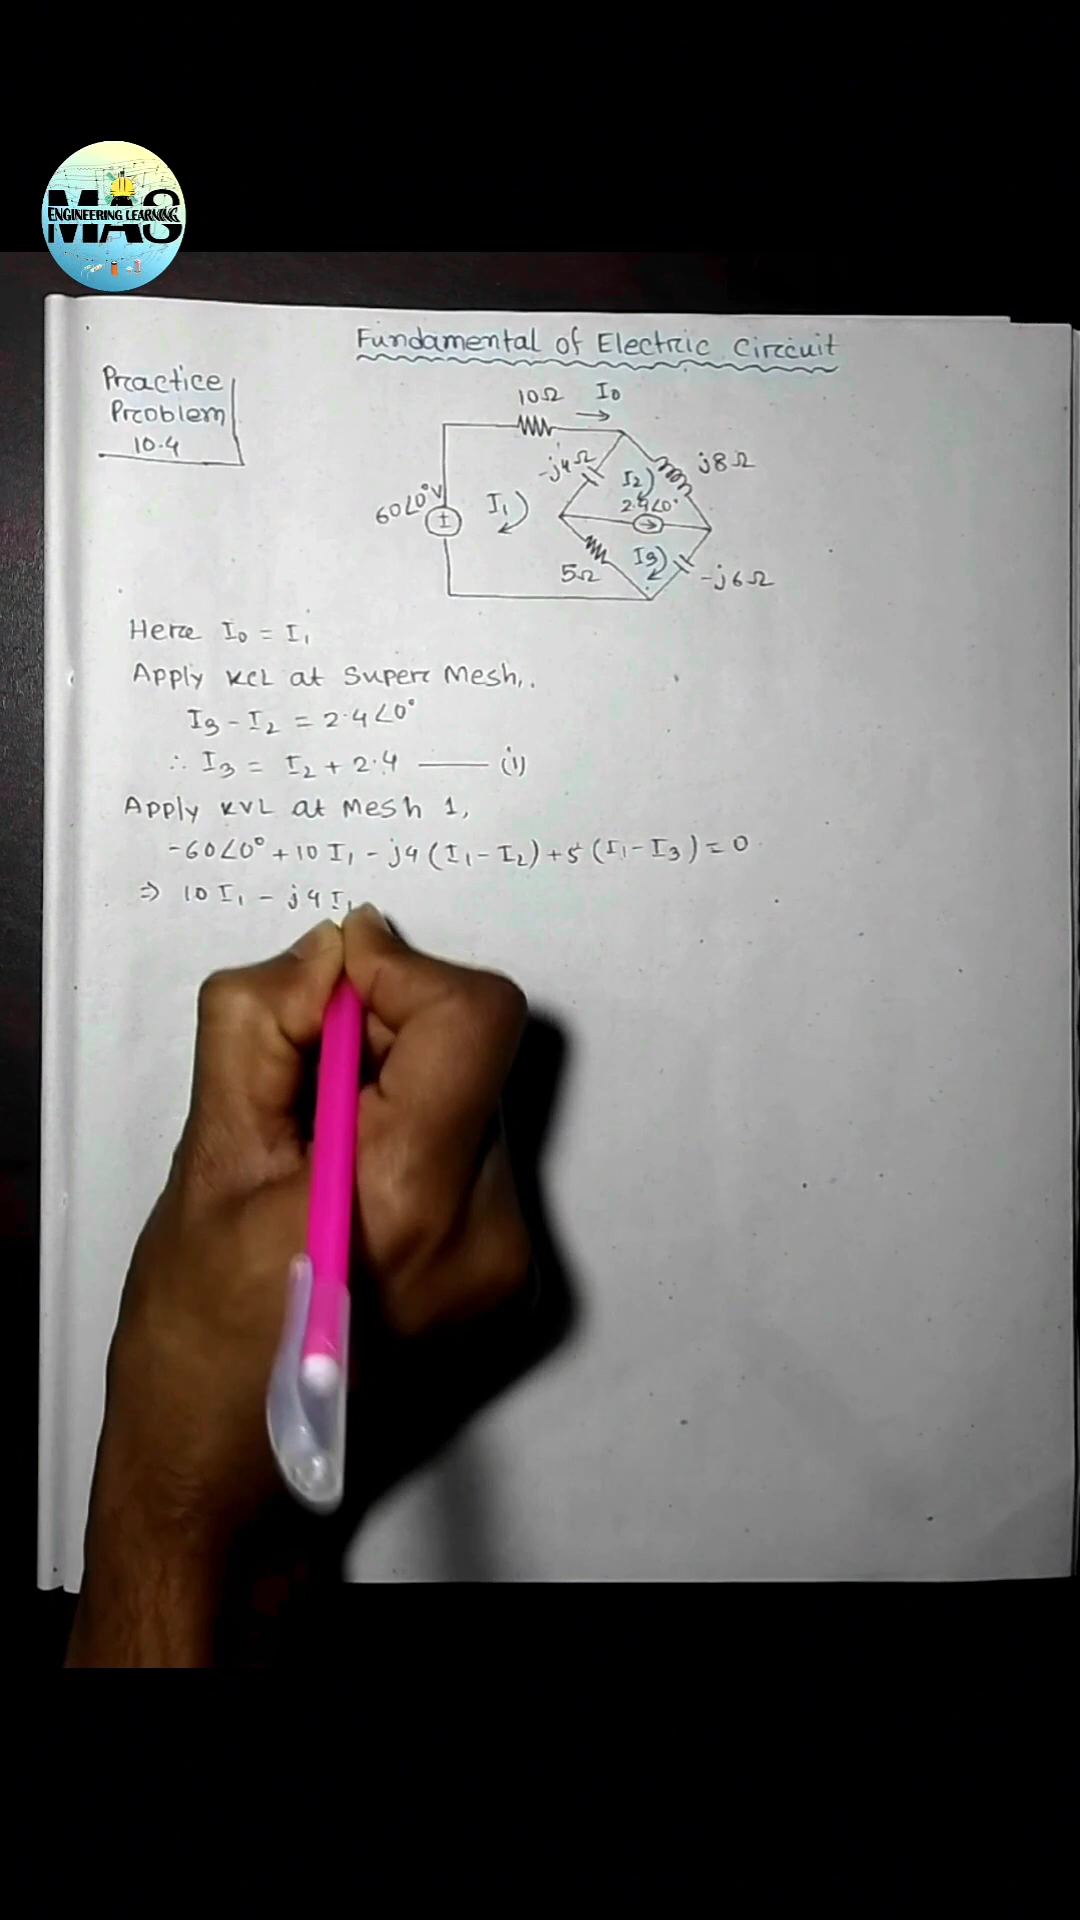 MAS
ENGINEERING LEARNING
Fundamental of Electric Circuit
Practice
Problem
10.4
10Ω I₀
-j4Ω
j8Ω
I₂
2.4∠0°
60∠0°V
I₁
I₃
5Ω
-j6Ω
Here I₀ = I₁
Apply KCL at Super Mesh,.
I₃ - I₂ = 2.4∠0°
∴ I₃ = I₂ + 2.4 —— (i)
Apply KVL at Mesh 1,
-60∠0° + 10 I₁ - j4 (I₁ - I₂) + 5 (I₁ - I₃) = 0
⇒ 10 I₁ - j4 I₁